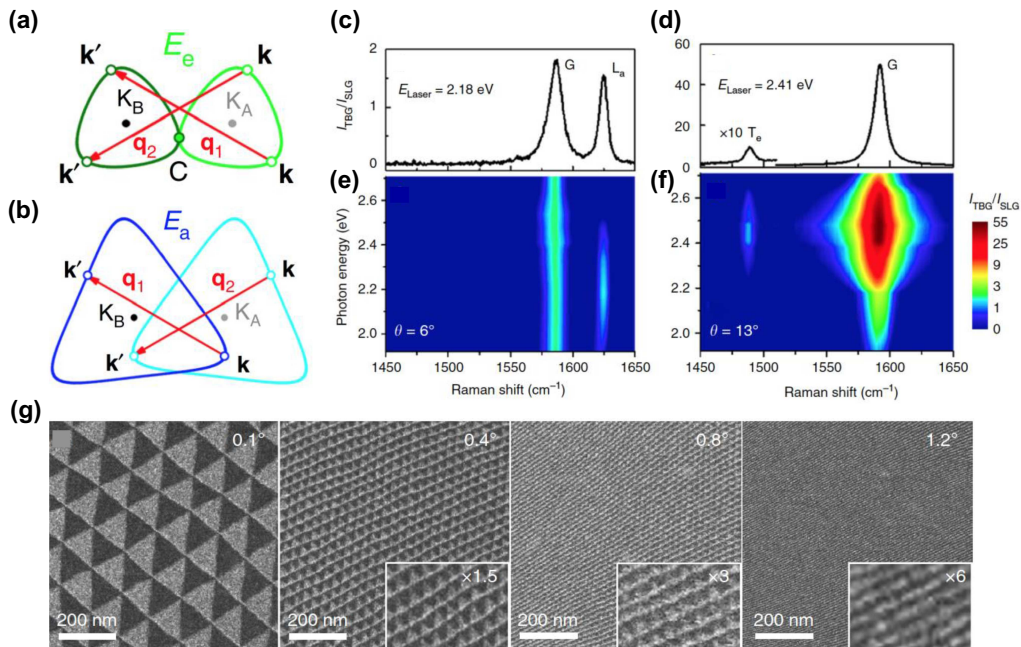 (a)
k′ E_e k
K_B K_A
q₂ q₁
k′ C k
(b)
E_a
k′ q₁ q₂ k
K_B K_A
k′ k
(c)
I_TBG/I_SLG
2
1
0
E_Laser = 2.18 eV
G
L_a
(d)
60
40
20
0
E_Laser = 2.41 eV
G
×10 T_e
(e)
Photon energy (eV)
2.6
2.4
2.2
2.0
θ = 6°
1450 1500 1550 1600 1650
Raman shift (cm⁻¹)
(f)
θ = 13°
1450 1500 1550 1600 1650
Raman shift (cm⁻¹)
I_TBG/I_SLG
55
25
9
3
1
0
(g)
0.1° 0.4° 0.8° 1.2°
×1.5 ×3 ×6
200 nm 200 nm 200 nm 200 nm